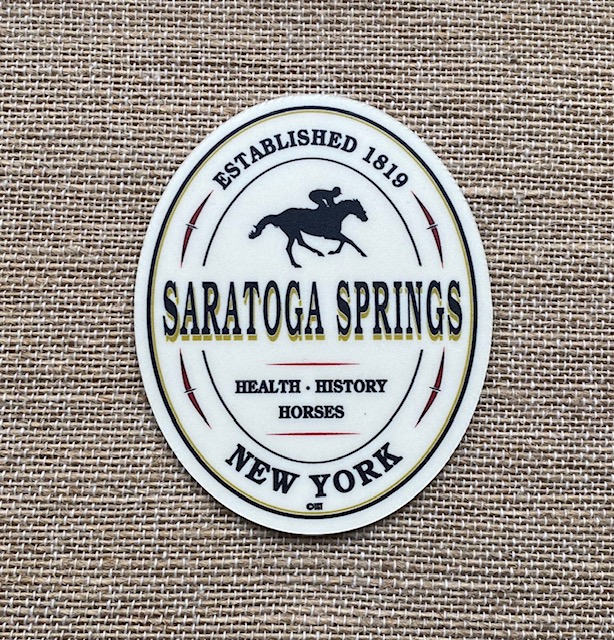 ESTABLISHED 1819
SARATOGA SPRINGS
HEALTH · HISTORY
HORSES
NEW YORK